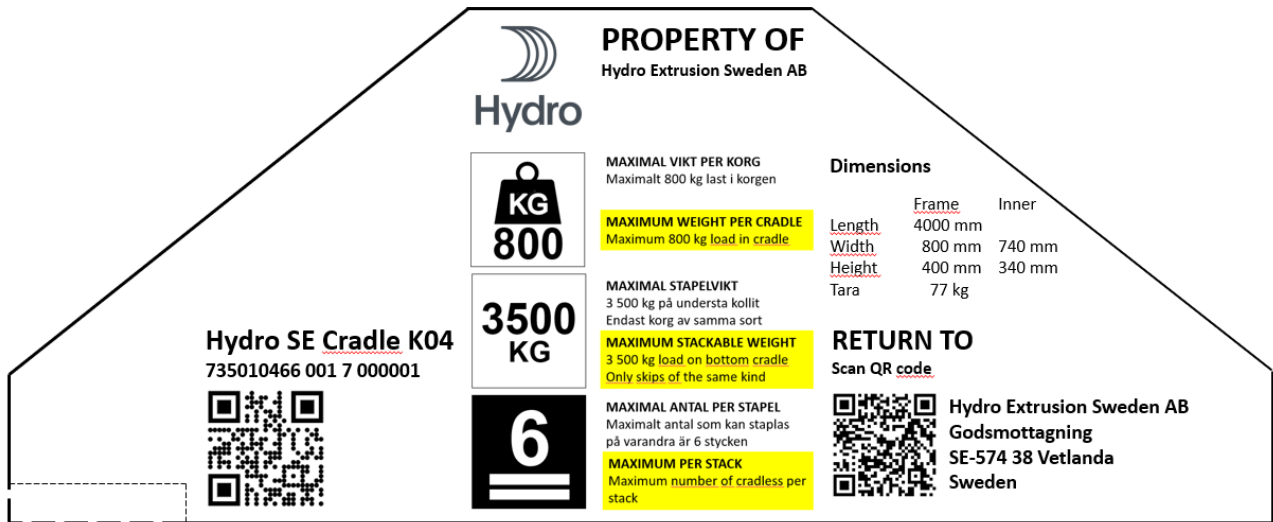 Hydro
PROPERTY OF
Hydro Extrusion Sweden AB
KG
800
MAXIMAL VIKT PER KORG
Maximalt 800 kg last i korgen
MAXIMUM WEIGHT PER CRADLE
Maximum 800 kg load in cradle
3500
KG
MAXIMAL STAPELVIKT
3 500 kg på understa kollit
Endast korg av samma sort
MAXIMUM STACKABLE WEIGHT
3 500 kg load on bottom cradle
Only skips of the same kind
6
MAXIMAL ANTAL PER STAPEL
Maximalt antal som kan staplas
på varandra är 6 stycken
MAXIMUM PER STACK
Maximum number of cradless per
stack
Dimensions
Frame Inner
Length 4000 mm
Width 800 mm 740 mm
Height 400 mm 340 mm
Tara 77 kg
Hydro SE Cradle K04
735010466 001 7 000001
RETURN TO
Scan QR code
Hydro Extrusion Sweden AB
Godsmottagning
SE-574 38 Vetlanda
Sweden